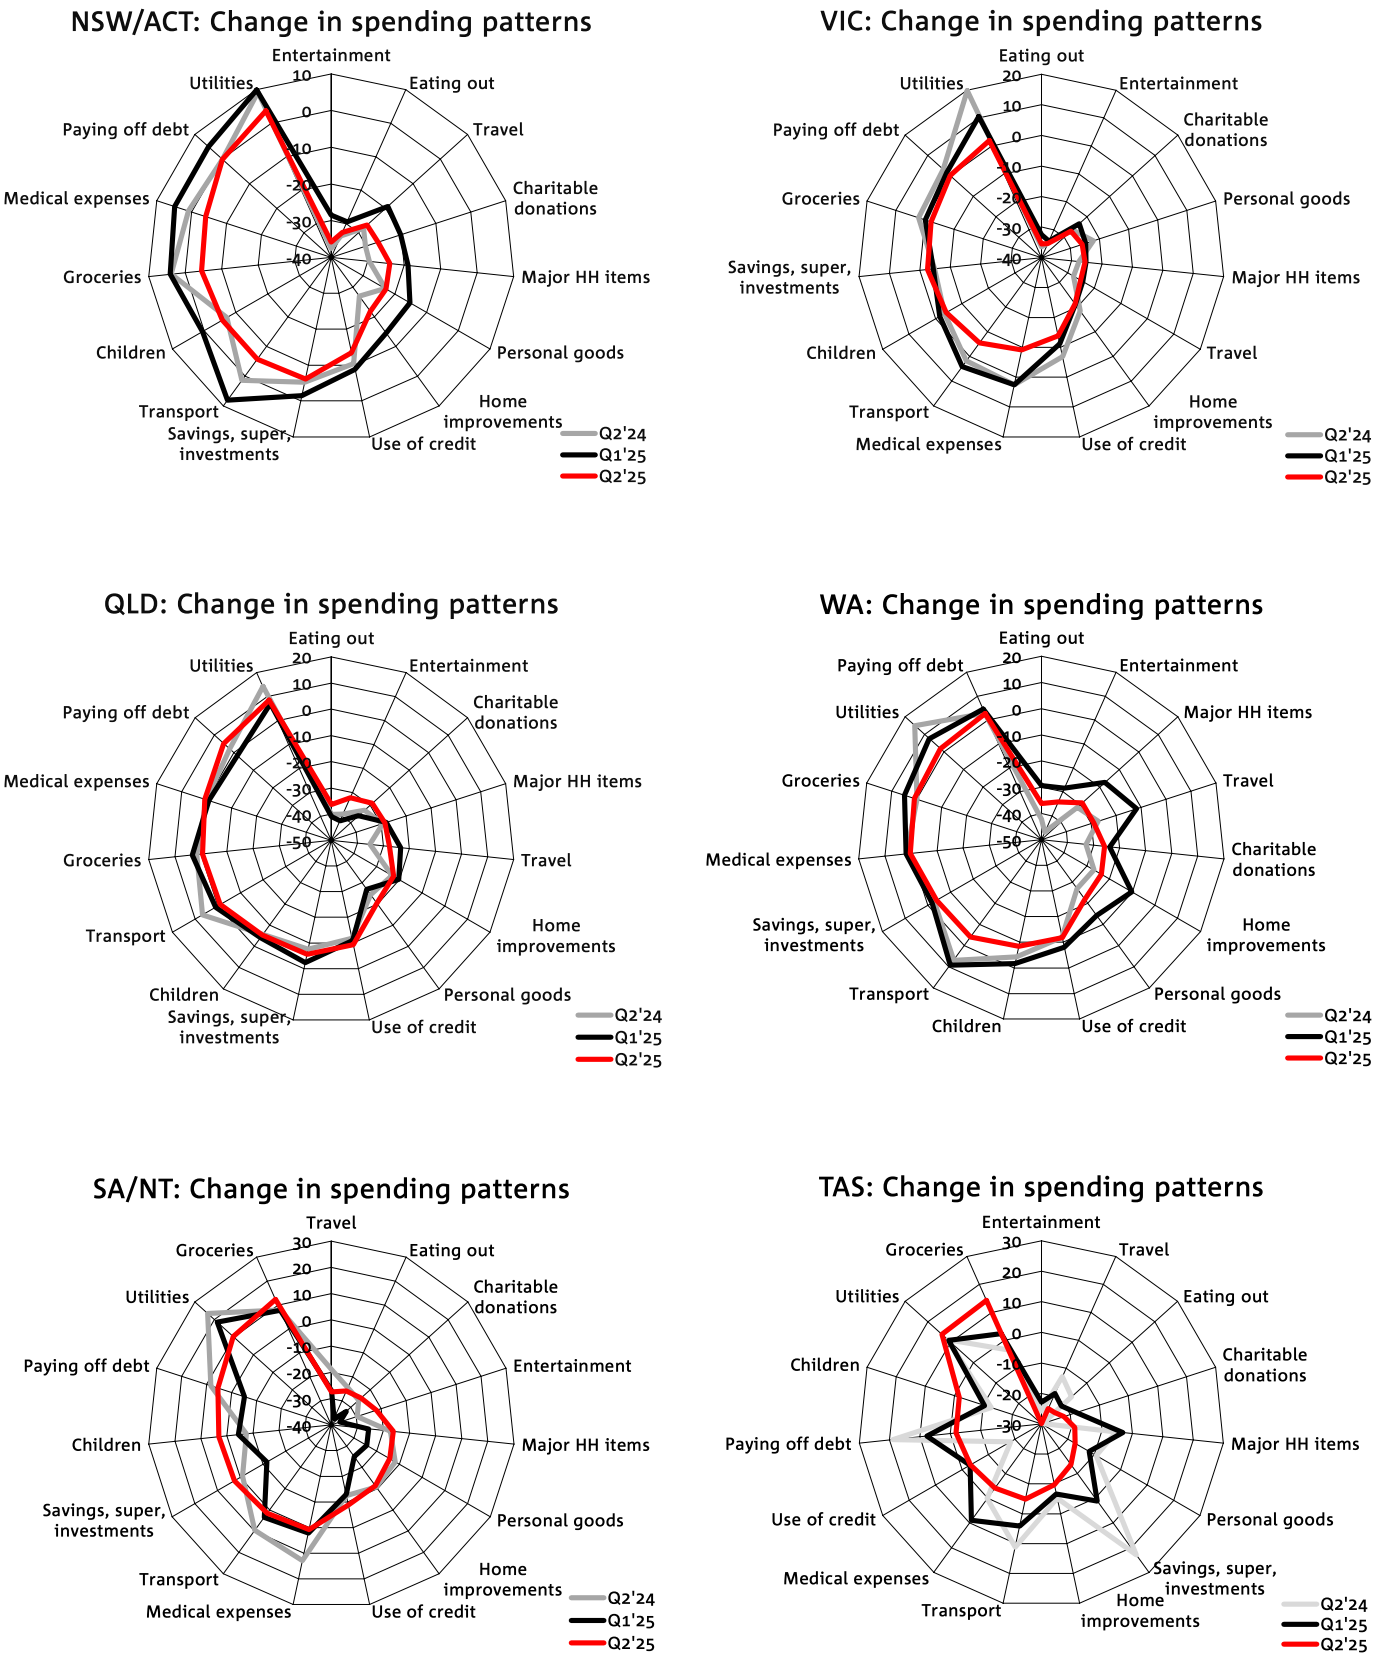 NSW/ACT: Change in spending patterns
Entertainment
Eating out
Travel
Charitable
donations
Major HH items
Personal goods
Home
improvements
Use of credit
Savings, super,
investments
Transport
Children
Groceries
Medical expenses
Paying off debt
Utilities
10
0
-10
-20
-30
-40
Q2'24
Q1'25
Q2'25
VIC: Change in spending patterns
Eating out
Entertainment
Charitable
donations
Personal goods
Major HH items
Travel
Home
improvements
Use of credit
Medical expenses
Transport
Children
Savings, super,
investments
Groceries
Paying off debt
Utilities
20
10
0
-10
-20
-30
-40
Q2'24
Q1'25
Q2'25
QLD: Change in spending patterns
Eating out
Entertainment
Charitable
donations
Major HH items
Travel
Home
improvements
Personal goods
Use of credit
Savings, super,
investments
Children
Transport
Groceries
Medical expenses
Paying off debt
Utilities
20
10
0
-10
-20
-30
-40
-50
Q2'24
Q1'25
Q2'25
WA: Change in spending patterns
Eating out
Entertainment
Major HH items
Travel
Charitable
donations
Home
improvements
Personal goods
Use of credit
Children
Transport
Savings, super,
investments
Medical expenses
Groceries
Utilities
Paying off debt
20
10
0
-10
-20
-30
-40
-50
Q2'24
Q1'25
Q2'25
SA/NT: Change in spending patterns
Travel
Eating out
Charitable
donations
Entertainment
Major HH items
Personal goods
Home
improvements
Use of credit
Medical expenses
Transport
Savings, super,
investments
Children
Paying off debt
Utilities
Groceries
30
20
10
0
-10
-20
-30
-40
Q2'24
Q1'25
Q2'25
TAS: Change in spending patterns
Entertainment
Travel
Eating out
Charitable
donations
Major HH items
Personal goods
Savings, super,
investments
Home
improvements
Transport
Medical expenses
Use of credit
Paying off debt
Children
Utilities
Groceries
30
20
10
0
-10
-20
-30
Q2'24
Q1'25
Q2'25